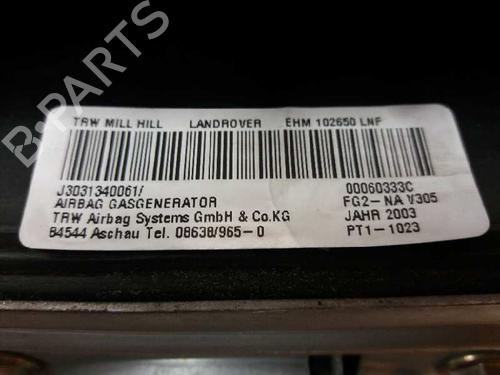 TRW MILL HILL LANDROVER EHM 102650 LNF
J3031340061/ 00060333C
AIRBAG GASGENERATOR FG2-NA V305
TRW Airbag Systems GmbH & Co.KG JAHR 2003
84544 Aschau Tel. 08638/965-0 PT1-1023
B-PARTS